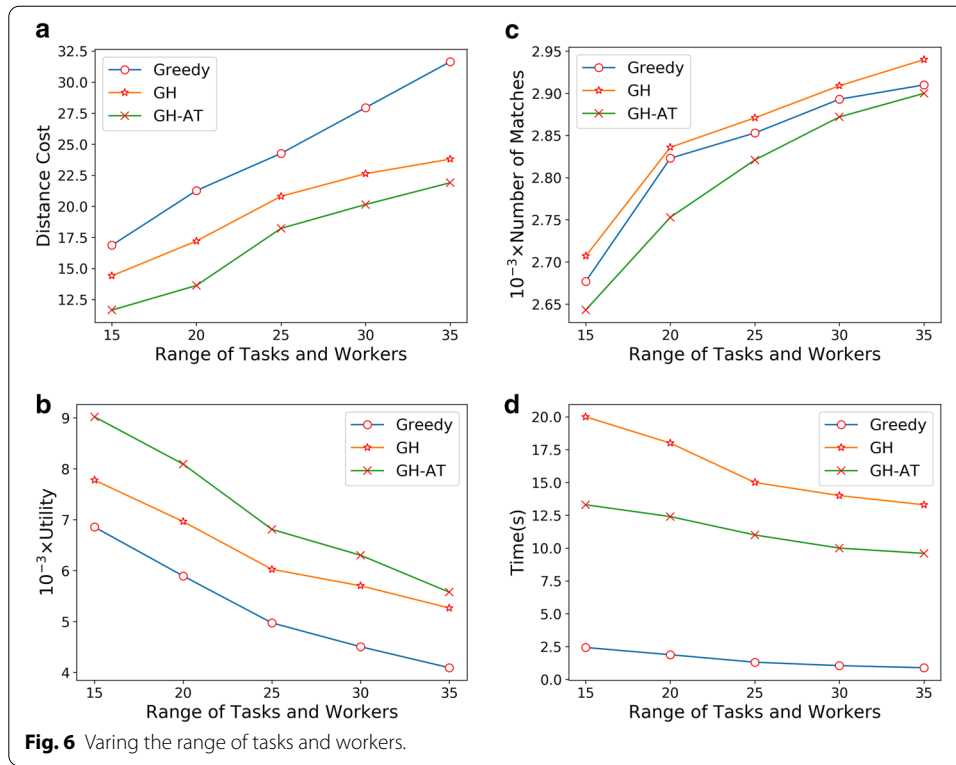 a
32.5
30.0
27.5
25.0
22.5
20.0
17.5
15.0
12.5
Distance Cost
Greedy
GH
GH-AT
15 20 25 30 35
Range of Tasks and Workers
c
2.95
2.90
2.85
2.80
2.75
2.70
2.65
10⁻³×Number of Matches
Greedy
GH
GH-AT
15 20 25 30 35
Range of Tasks and Workers
b
9
8
7
6
5
4
10⁻³×Utility
Greedy
GH
GH-AT
15 20 25 30 35
Range of Tasks and Workers
d
20.0
17.5
15.0
12.5
10.0
7.5
5.0
2.5
0.0
Time(s)
Greedy
GH
GH-AT
15 20 25 30 35
Range of Tasks and Workers
Fig. 6 Varing the range of tasks and workers.